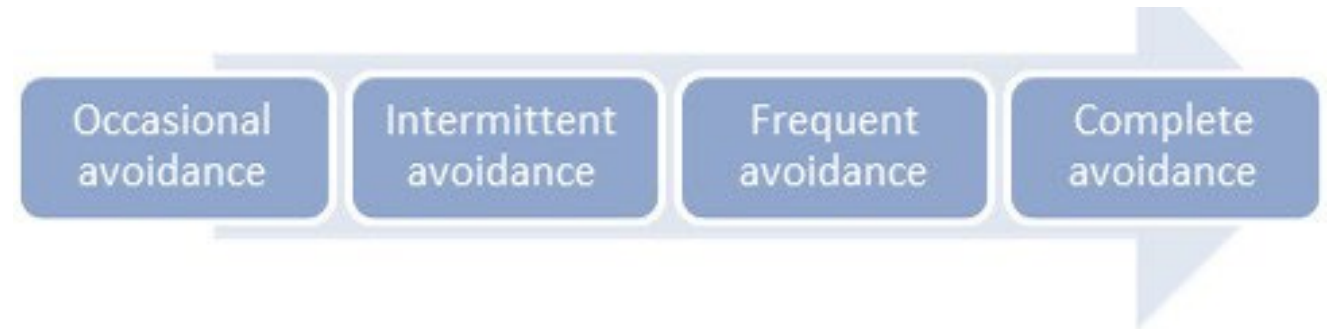 Occasional
avoidance
Intermittent
avoidance
Frequent
avoidance
Complete
avoidance